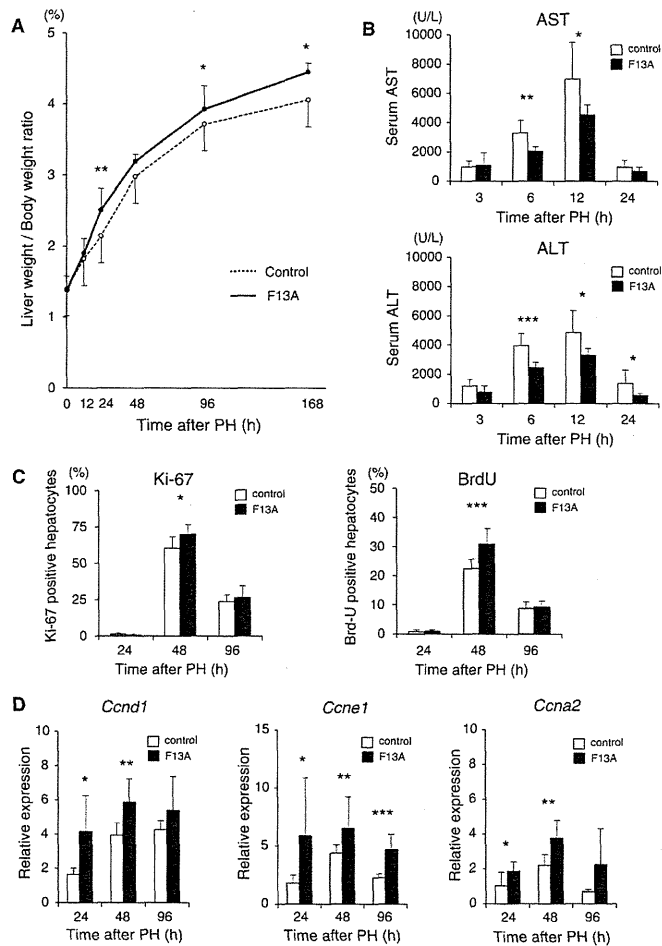 A
(%)
5
4
3
2
1
0
Liver weight / Body weight ratio
**
*
*
Control
F13A
0 12 24 48 96 168
Time after PH (h)
B
(U/L)
AST
10000
8000
6000
4000
2000
0
Serum AST
**
*
control
F13A
3 6 12 24
Time after PH (h)
(U/L)
ALT
10000
8000
6000
4000
2000
0
Serum ALT
***
*
*
control
F13A
3 6 12 24
Time after PH (h)
C
(%)
Ki-67
100
75
50
25
0
Ki-67 positive hepatocytes
*
control
F13A
24 48 96
Time after PH (h)
(%)
BrdU
50
40
30
20
10
0
Brd-U positive hepatocytes
***
control
F13A
24 48 96
Time after PH (h)
D
Ccnd1
10
8
6
4
2
0
Relative expression
*
**
control
F13A
24 48 96
Time after PH (h)
Ccne1
15
10
5
0
Relative expression
*
**
***
control
F13A
24 48 96
Time after PH (h)
Ccna2
10
8
6
4
2
0
Relative expression
*
**
control
F13A
24 48 96
Time after PH (h)